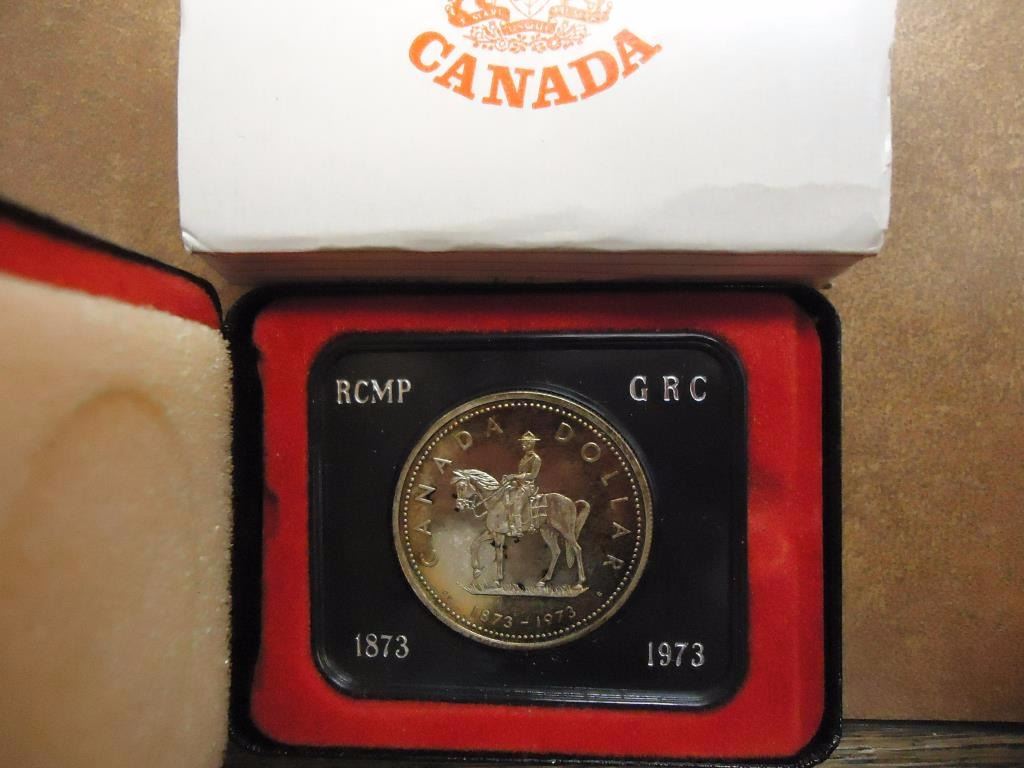 CANADA
RCMP
GRC
CANADA DOLLAR
1873-1973
1873
1973